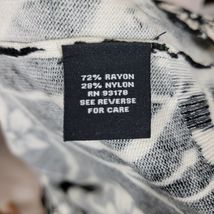 72% RAYON
28% NYLON
RN 93178
SEE REVERSE
FOR CARE